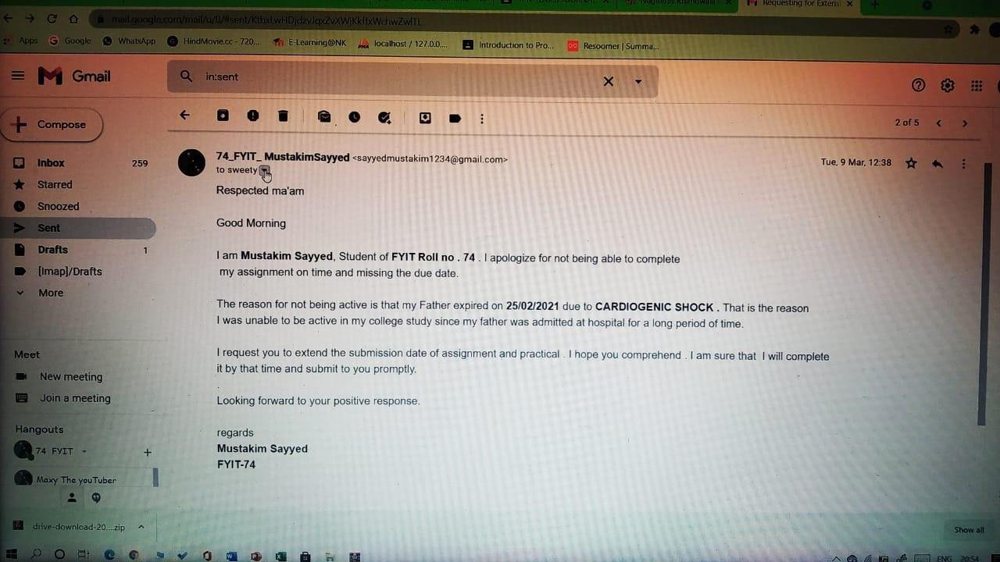 Requesting for Extens
mail.google.com/mail/u/0/#sent/
Apps
Google
WhatsApp
HindMovie.cc - 720...
E-Learning@NK
localhost / 127.0.0....
Introduction to Pro...
Resoomer | Summa...
Gmail
in:sent
Compose
2 of 5
Inbox
259
Starred
Snoozed
Sent
Drafts
1
[Imap]/Drafts
More
Meet
New meeting
Join a meeting
Hangouts
74 FYIT
Maxy The youTuber
74_FYIT_ MustakimSayyed <sayyedmustakim1234@gmail.com>
Tue, 9 Mar, 12:38
to sweety
Respected ma'am
Good Morning
I am Mustakim Sayyed, Student of FYIT Roll no . 74 . I apologize for not being able to complete
my assignment on time and missing the due date.
The reason for not being active is that my Father expired on 25/02/2021 due to CARDIOGENIC SHOCK . That is the reason
I was unable to be active in my college study since my father was admitted at hospital for a long period of time.
I request you to extend the submission date of assignment and practical . I hope you comprehend . I am sure that I will complete
it by that time and submit to you promptly.
Looking forward to your positive response.
regards
Mustakim Sayyed
FYIT-74
drive-download-20....zip
Show all
ENG
20:54